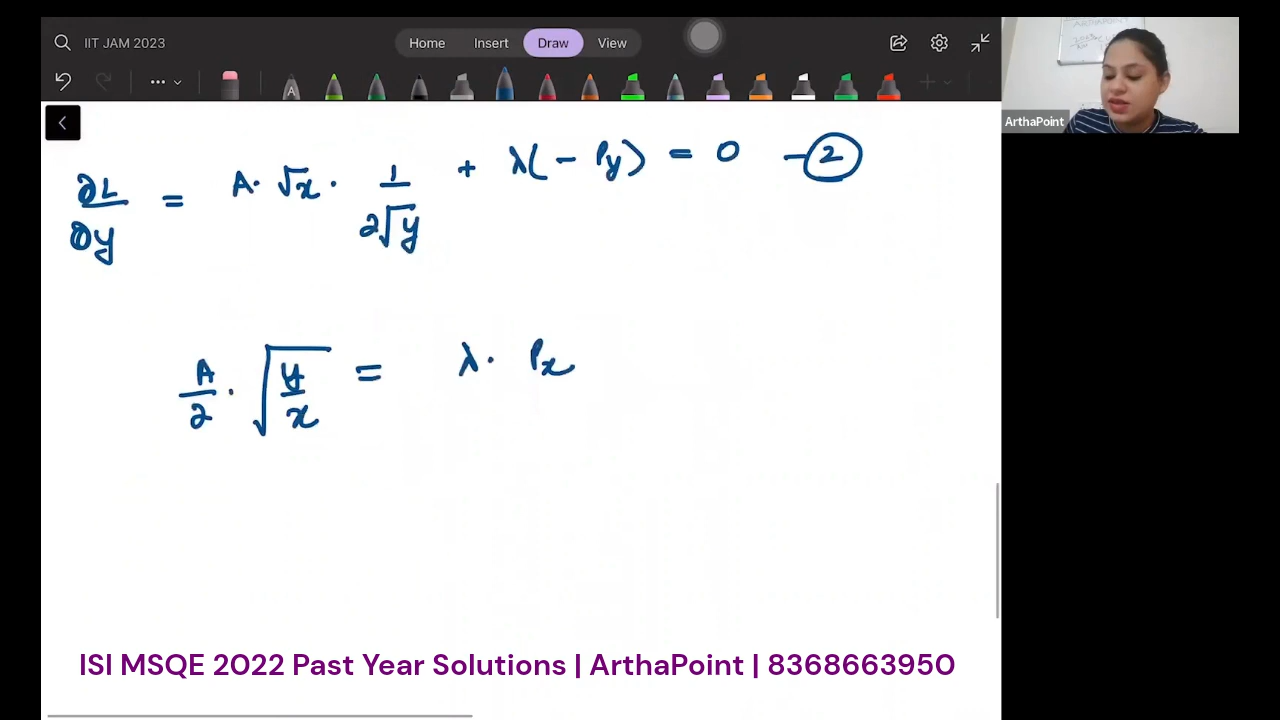 IIT JAM 2023
Home Insert Draw View
ArthaPoint
∂L/∂y = A·√x · 1/2√y + λ(−Py) = 0 −②
A/2 · √(y/x) = λ· Px
ISI MSQE 2022 Past Year Solutions | ArthaPoint | 8368663950